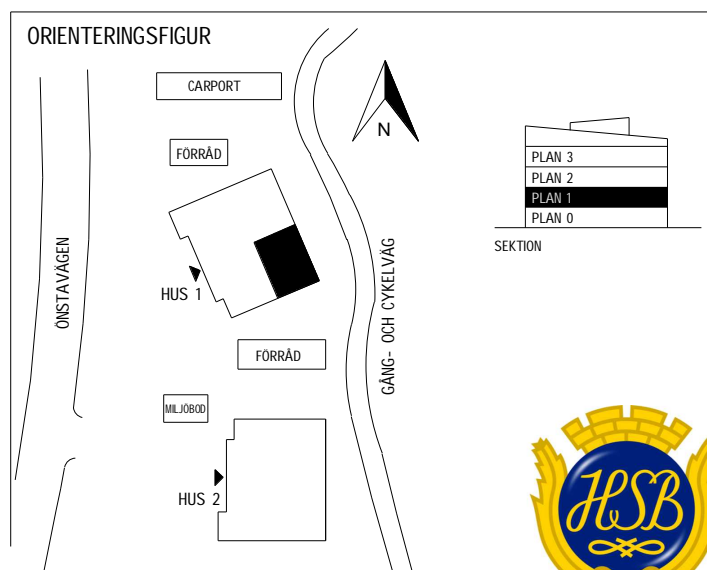 ORIENTERINGSFIGUR
CARPORT
N
FÖRRÅD
PLAN 3
PLAN 2
PLAN 1
PLAN 0
SEKTION
ÖNSTAVÄGEN
HUS 1
GÅNG- OCH CYKELVÄG
FÖRRÅD
MILJÖBOD
HUS 2
HSB